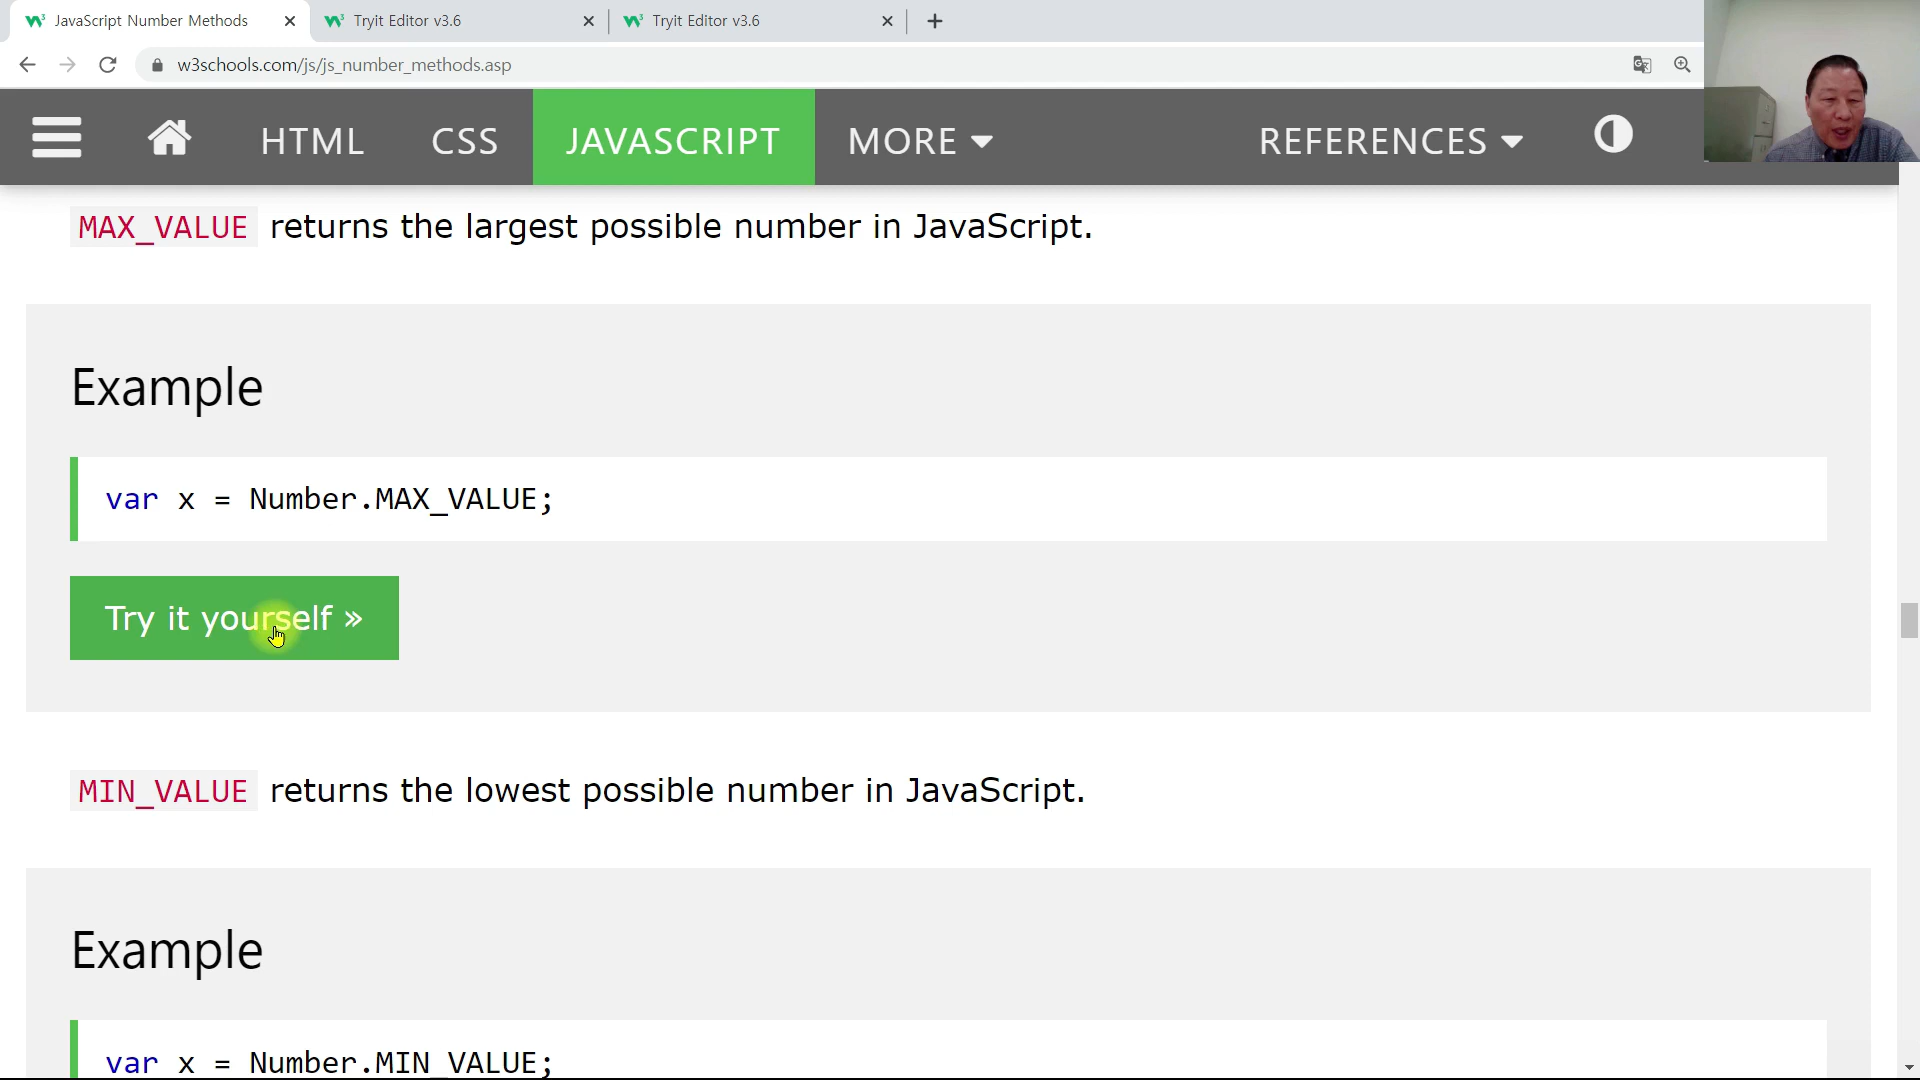 JavaScript Number Methods
Tryit Editor v3.6
Tryit Editor v3.6
w3schools.com/js/js_number_methods.asp
HTML CSS JAVASCRIPT MORE REFERENCES
MAX_VALUE returns the largest possible number in JavaScript.
Example
var x = Number.MAX_VALUE;
Try it yourself »
MIN_VALUE returns the lowest possible number in JavaScript.
Example
var x = Number.MIN_VALUE;